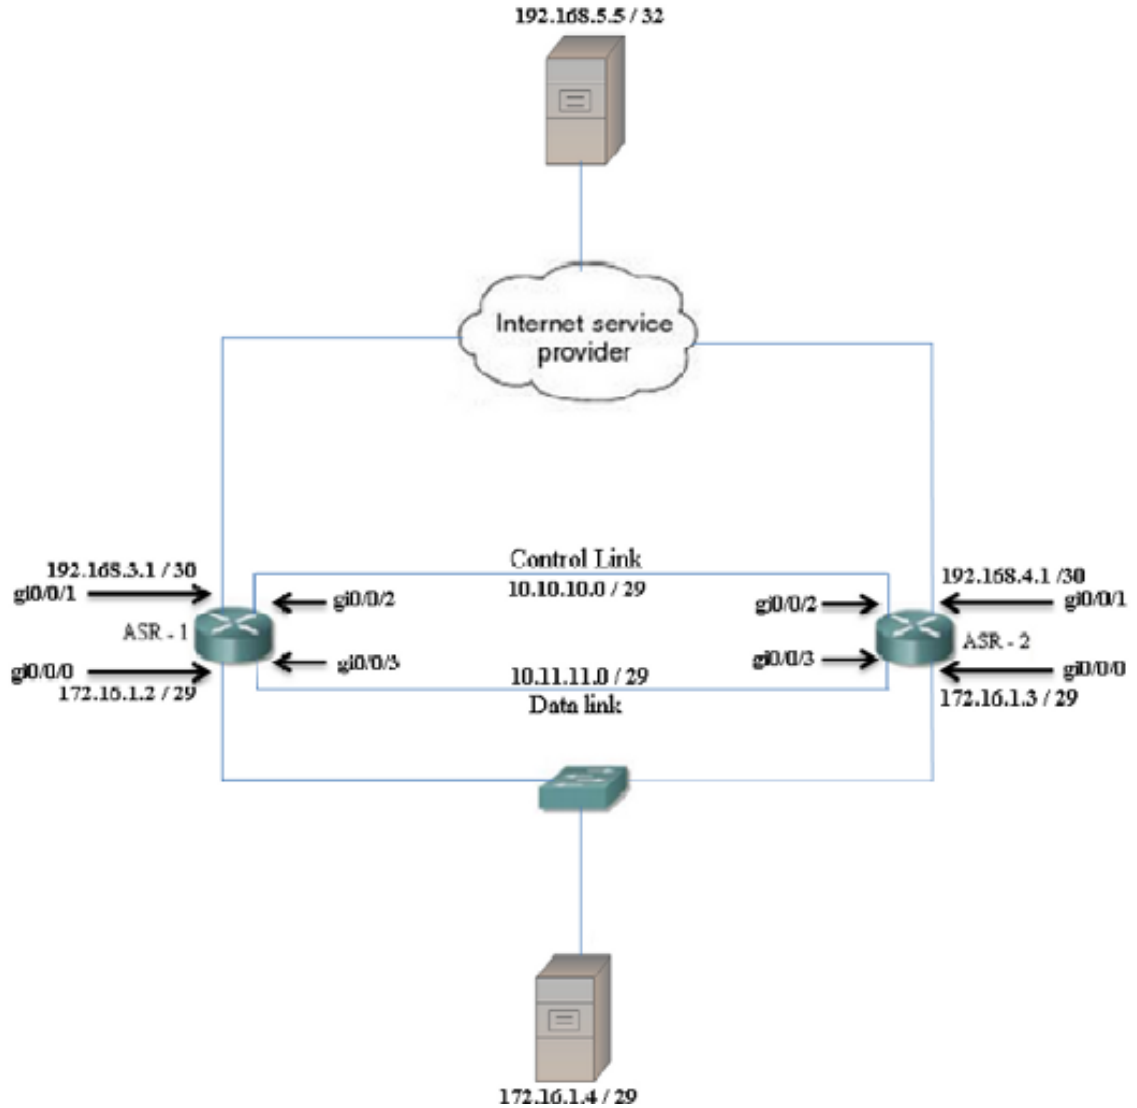 192.168.5.5 / 32
Internet service
provider
Control Link
10.10.10.0 / 29
192.168.3.1 / 30
gi0/0/1
gi0/0/2
ASR - 1
gi0/0/3
gi0/0/0
172.16.1.2 / 29
192.168.4.1 /30
gi0/0/1
gi0/0/2
ASR - 2
gi0/0/3
gi0/0/0
172.16.1.3 / 29
10.11.11.0 / 29
Data link
172.16.1.4 / 29